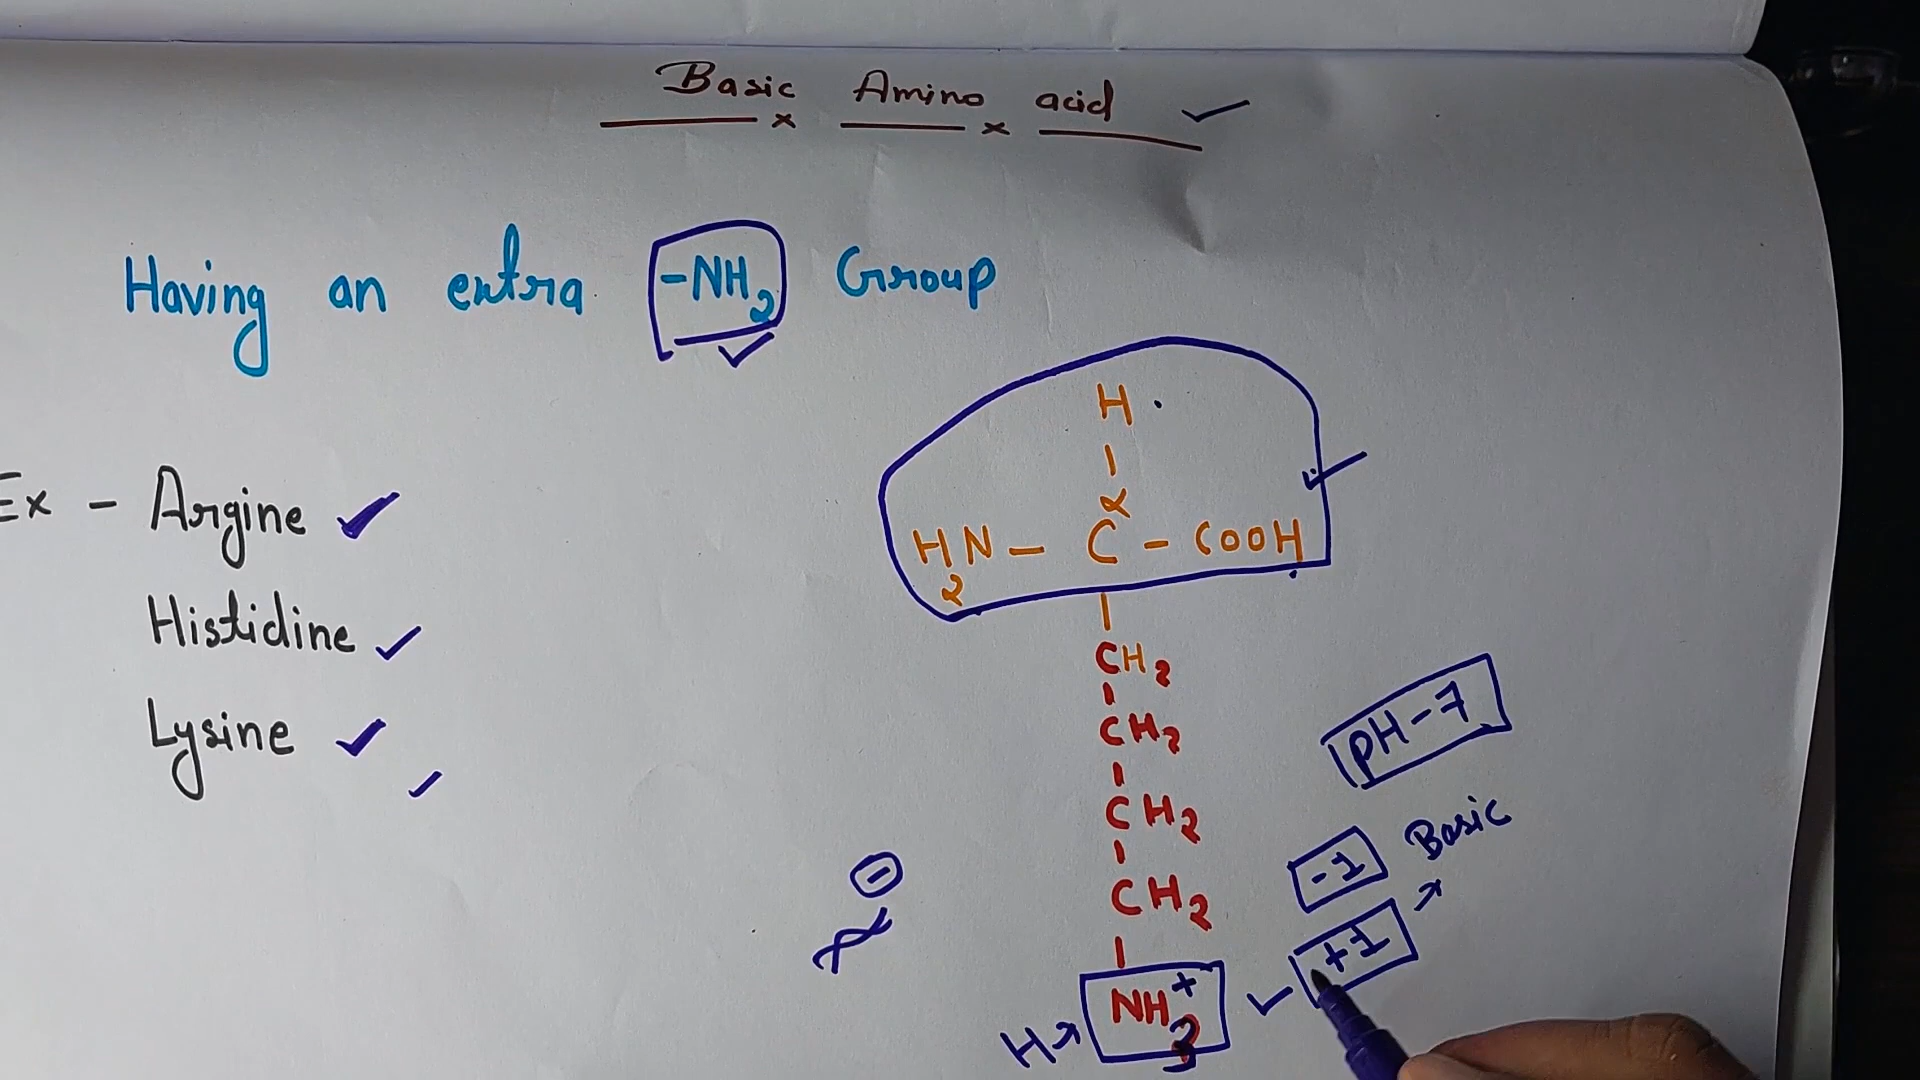 Basic Amino acid
Having an extra -NH2 Group
Ex - Argine
Histidine
Lysine
H
α
H2N - C - COOH
CH2
CH2
CH2
CH2
NH3+
H
pH-7
-1 Basic
+1
-